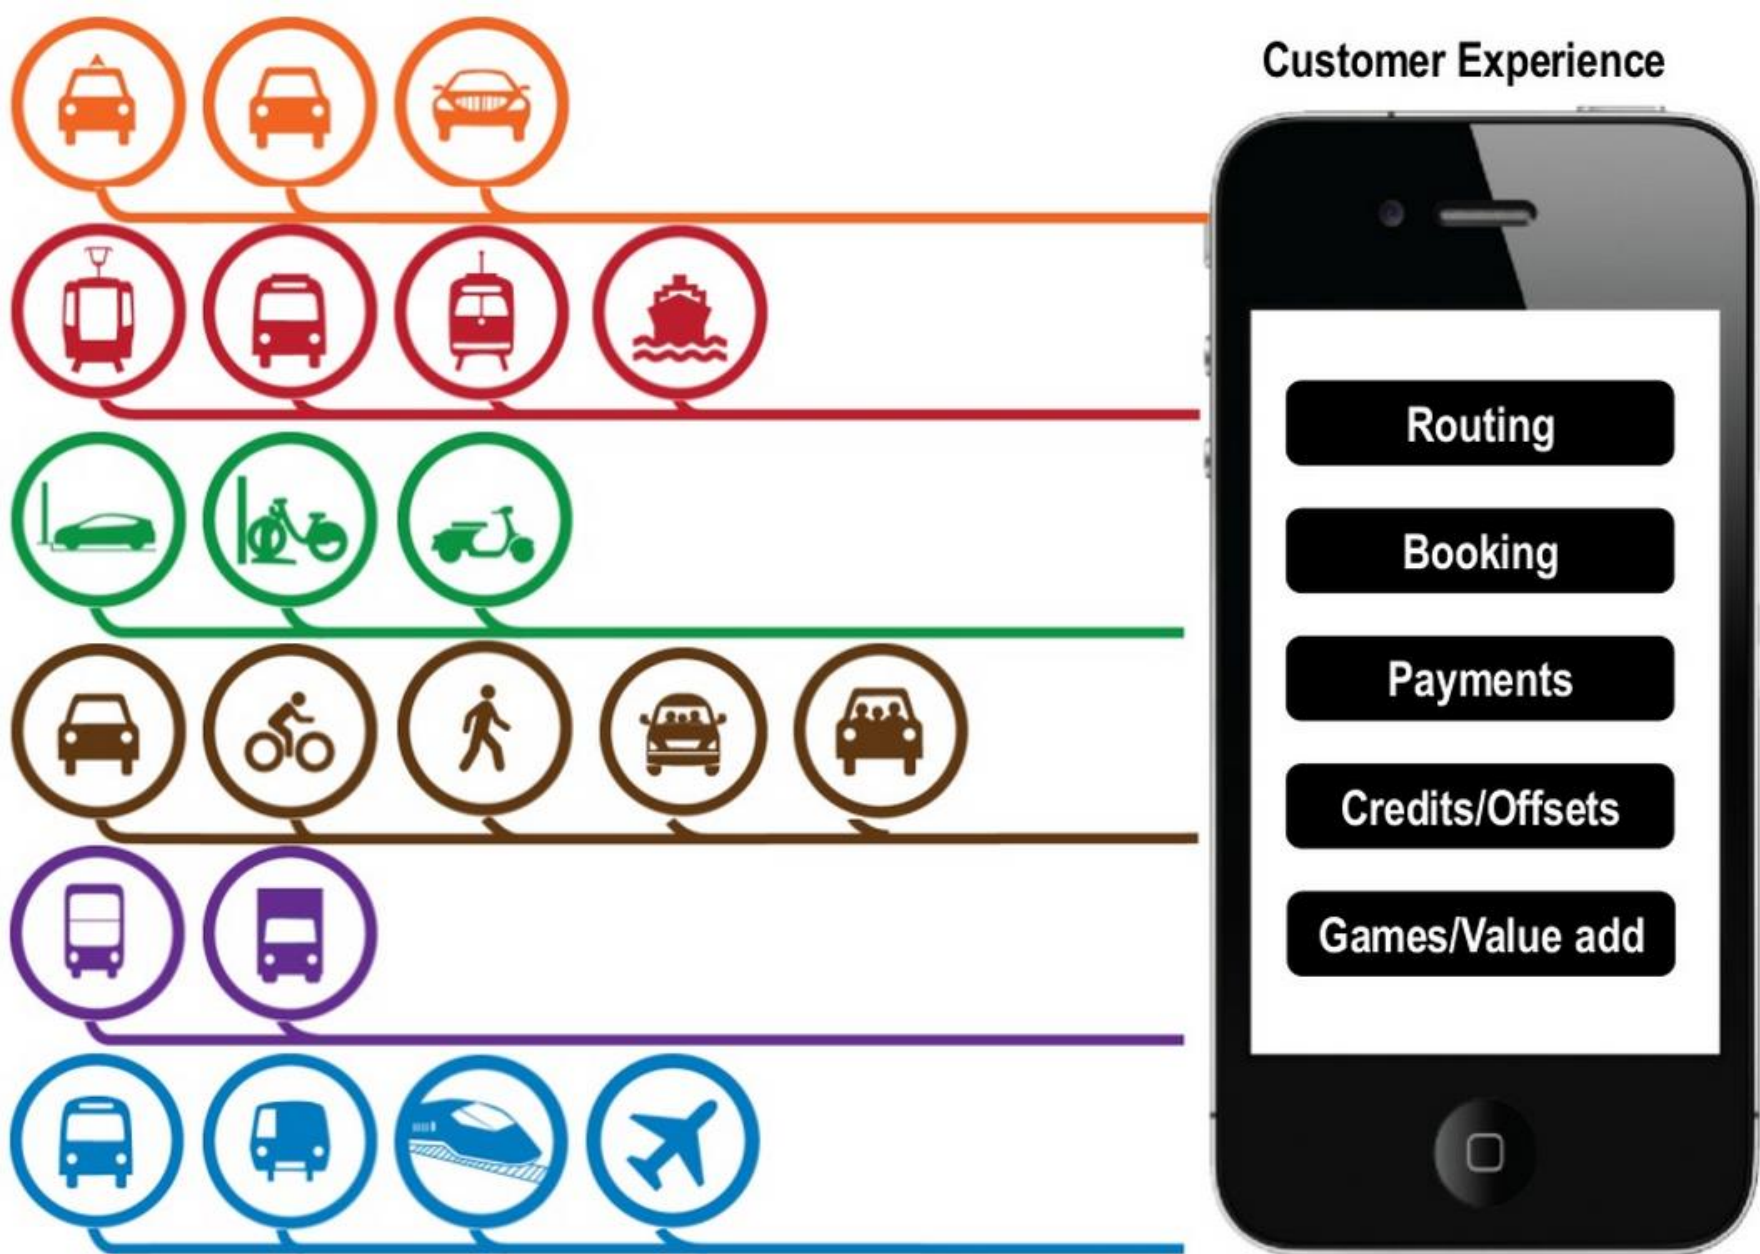 Customer Experience
Routing
Booking
Payments
Credits/Offsets
Games/Value add